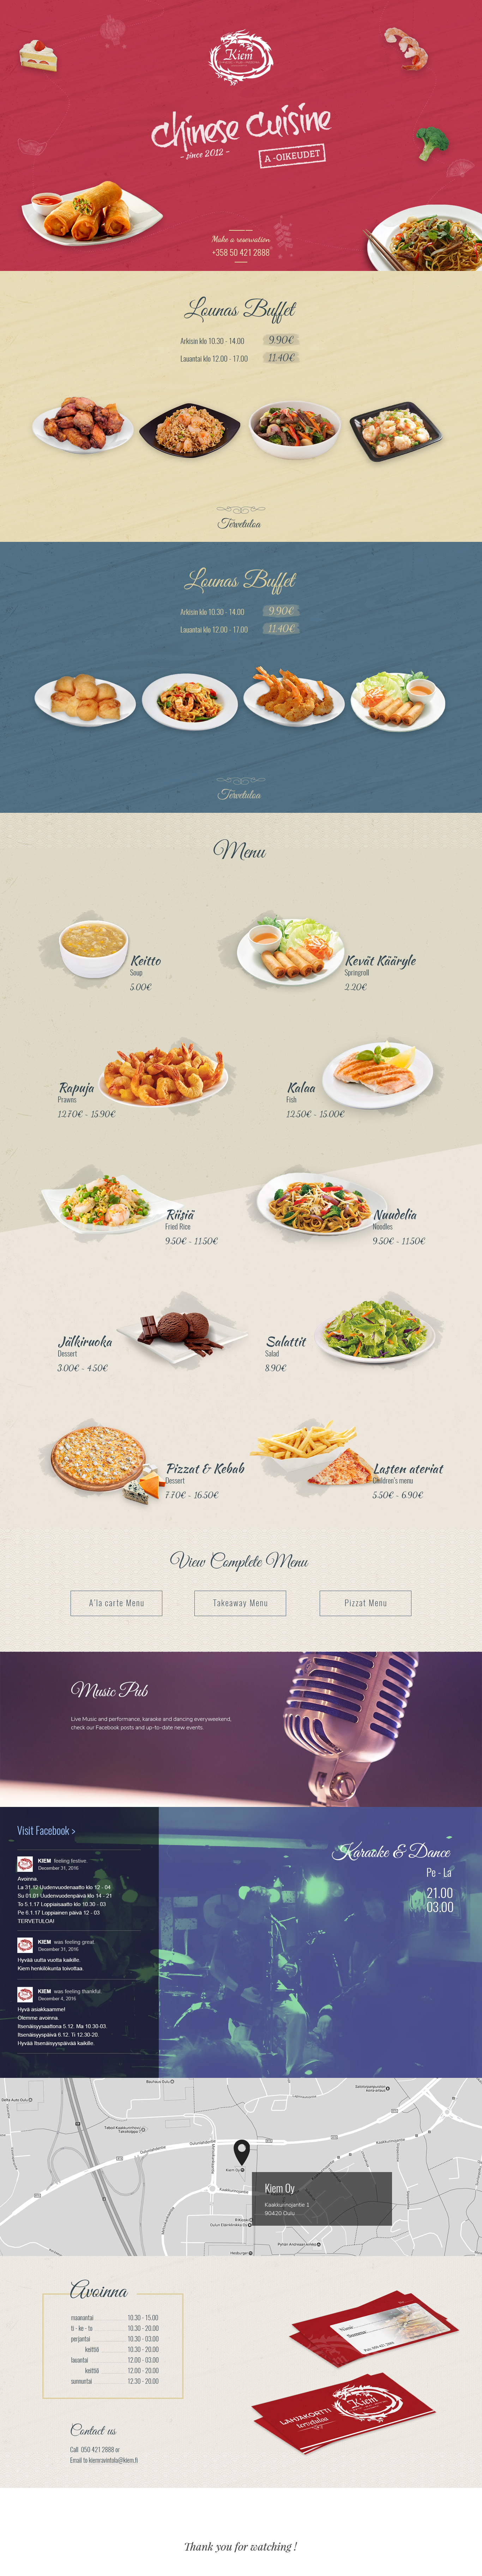 Kiem
Chinese Cuisine
- since 2012 -
A -OIKEUDET
Make a reservation
+358 50 421 2888
Lounas Buffet
Arkisin klo 10.30 - 14.00 9.90€
Lauantai klo 12.00 - 17.00 11.40€
Tervetuloa
Lounas Buffet
Arkisin klo 10.30 - 14.00 9.90€
Lauantai klo 12.00 - 17.00 11.40€
Tervetuloa
Menu
Keitto
Soup
5.00€
Kevät Kääryle
Springroll
2.20€
Rapuja
Prawns
12.70€ - 15.90€
Kalaa
Fish
12.50€ - 15.00€
Riisiä
Fried Rice
9.50€ - 11.50€
Nuudelia
Noodles
9.50€ - 11.50€
Jälkiruoka
Dessert
3.00€ - 4.50€
Salattit
Salad
8.90€
Pizzat & Kebab
Dessert
7.70€ - 16.50€
Lasten ateriat
Children's menu
5.50€ - 6.90€
View Complete Menu
A'la carte Menu
Takeaway Menu
Pizzat Menu
Music Pub
Live Music and performance, karaoke and dancing everyweekend,
check our Facebook posts and up-to-date new events.
Visit Facebook >
KIEM feeling festive.
December 31, 2016
Avoinna.
La 31.12 Uudenvuodenaatto klo 12 - 04
Su 01.01 Uudenvuodenpäivä klo 14 - 21
To 5.1.17 Loppiaisaatto klo 10.30 - 03
Pe 6.1.17 Loppiainen päivä 12 - 03
TERVETULOA!
KIEM was feeling great.
December 31, 2016
Hyvää uutta vuotta kaikille.
Kiem henkilökunta toivottaa.
KIEM was feeling thankful.
December 4, 2016
Hyvä asiakkaamme!
Olemme avoinna.
Itsenäisyysaattona 5.12. Ma 10.30-03.
Itsenäisyyspäivä 6.12. Ti 12.30-20.
Hyvää Itsenäisyyspäivää kaikille.
Karaoke & Dance
Pe - La
21.00
03.00
Kiem Oy
Kiem Oy
Kaakkurinojantie 1
90420 Oulu
Avoinna
maanantai 10.30 - 15.00
ti - ke - to 10.30 - 20.00
perjantai 10.30 - 03.00
keittiö 10.30 - 20.00
lauantai 12.00 - 03.00
keittiö 12.00 - 20.00
sunnuntai 12.30 - 20.00
LAHJAKORTTI
tervetuloa
Kiem
Contact us
Call 050 421 2888 or
Email to kiemravintola@kiem.fi
Thank you for watching !